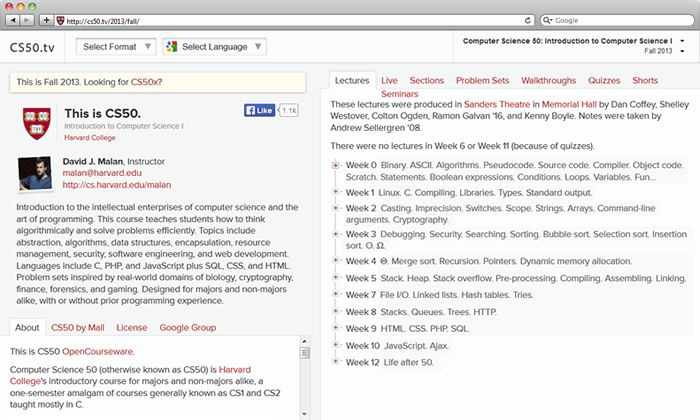 http://cs50.tv/2013/fall/
Google
CS50.tv
Select Format
Select Language
Computer Science 50: Introduction to Computer Science I
Fall 2013
This is Fall 2013. Looking for CS50x?
This is CS50.
Introduction to Computer Science I
Harvard College
Like
1.1k
David J. Malan, Instructor
malan@harvard.edu
http://cs.harvard.edu/malan
Introduction to the intellectual enterprises of computer science and the
art of programming. This course teaches students how to think
algorithmically and solve problems efficiently. Topics include
abstraction, algorithms, data structures, encapsulation, resource
management, security, software engineering, and web development.
Languages include C, PHP, and JavaScript plus SQL, CSS, and HTML.
Problem sets inspired by real-world domains of biology, cryptography,
finance, forensics, and gaming. Designed for majors and non-majors
alike, with or without prior programming experience.
About CS50 by Mail License Google Group
This is CS50 OpenCourseware.
Computer Science 50 (otherwise known as CS50) is Harvard
College's introductory course for majors and non-majors alike, a
one-semester amalgam of courses generally known as CS1 and CS2
taught mostly in C.
Lectures Live Sections Problem Sets Walkthroughs Quizzes Shorts
Seminars
These lectures were produced in Sanders Theatre in Memorial Hall by Dan Coffey, Shelley
Westover, Colton Ogden, Ramon Galvan '16, and Kenny Boyle. Notes were taken by
Andrew Sellergren '08.
There were no lectures in Week 6 or Week 11 (because of quizzes).
Week 0 Binary. ASCII. Algorithms. Pseudocode. Source code. Compiler. Object code.
Scratch. Statements. Boolean expressions. Conditions. Loops. Variables. Fun...
Week 1 Linux. C. Compiling. Libraries. Types. Standard output.
Week 2 Casting. Imprecision. Switches. Scope. Strings. Arrays. Command-line
arguments. Cryptography.
Week 3 Debugging. Security. Searching. Sorting. Bubble sort. Selection sort. Insertion
sort. O. Ω.
Week 4 Θ. Merge sort. Recursion. Pointers. Dynamic memory allocation.
Week 5 Stack. Heap. Stack overflow. Pre-processing. Compiling. Assembling. Linking.
Week 7 File I/O. Linked lists. Hash tables. Tries.
Week 8 Stacks. Queues. Trees. HTTP.
Week 9 HTML. CSS. PHP. SQL.
Week 10 JavaScript. Ajax.
Week 12 Life after 50.